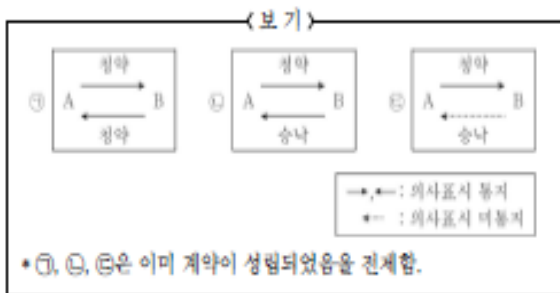 < 보 기 >
청약 청약 청약
㉠ A B ㉡ A B ㉢ A B
청약 승낙 승낙
→, ← : 의사표시 통지
⇠ : 의사표시 미통지
* ㉠, ㉡, ㉢은 이미 계약이 성립되었음을 전제함.